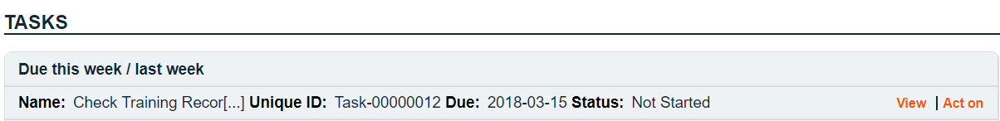 TASKS
Due this week / last week
Name: Check Training Recor[...] Unique ID: Task-00000012 Due: 2018-03-15 Status: Not Started View | Act on